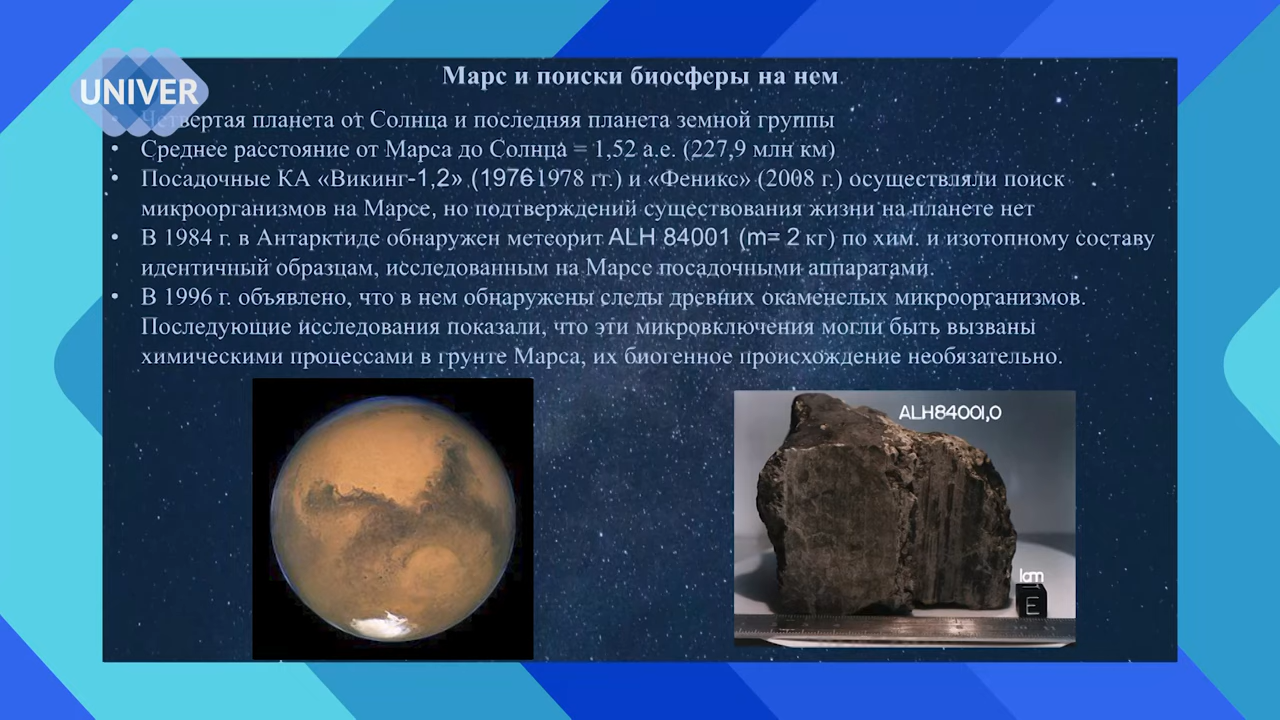 UNIVER
Марс и поиски биосферы на нем
• Четвертая планета от Солнца и последняя планета земной группы
• Среднее расстояние от Марса до Солнца = 1,52 а.е. (227,9 млн км)
• Посадочные КА «Викинг-1,2» (1976-1978 гг.) и «Феникс» (2008 г.) осуществляли поиск
микроорганизмов на Марсе, но подтверждений существования жизни на планете нет
• В 1984 г. в Антарктиде обнаружен метеорит ALH 84001 (m= 2 кг) по хим. и изотопному составу
идентичный образцам, исследованным на Марсе посадочными аппаратами.
• В 1996 г. объявлено, что в нем обнаружены следы древних окаменелых микроорганизмов.
Последующие исследования показали, что эти микровключения могли быть вызваны
химическими процессами в грунте Марса, их биогенное происхождение необязательно.
ALH84001,0
1cm
E